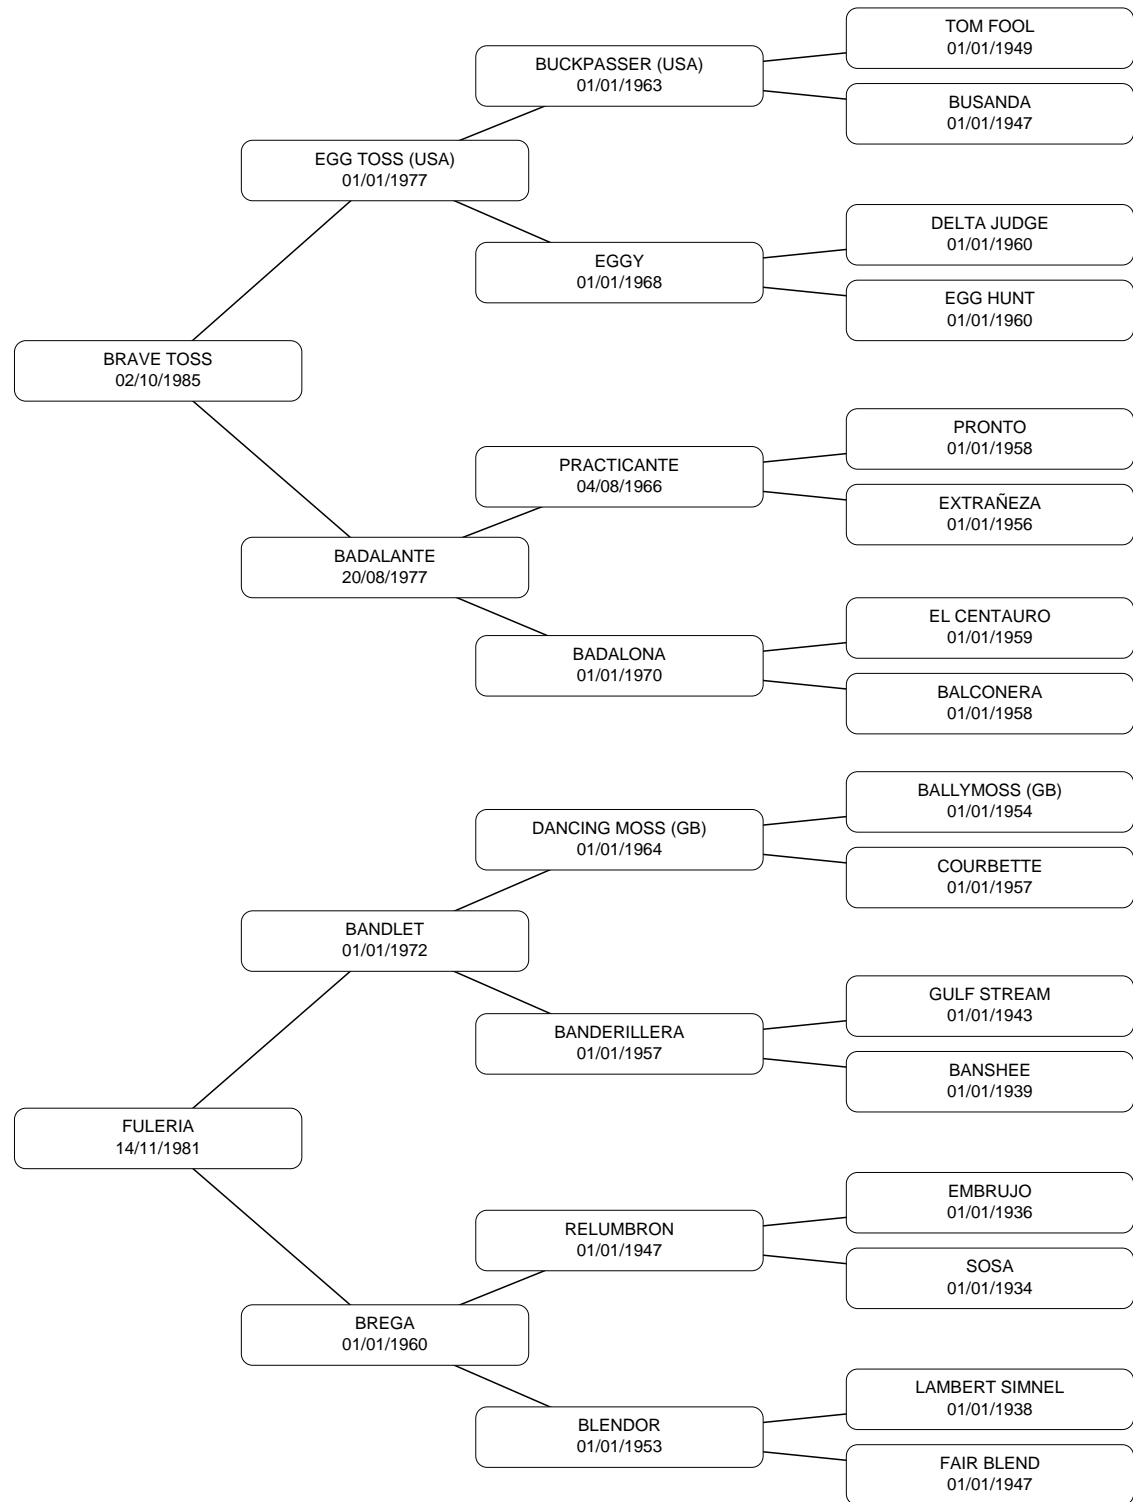 TOM FOOL
01/01/1949
BUCKPASSER (USA)
01/01/1963
BUSANDA
01/01/1947
EGG TOSS (USA)
01/01/1977
DELTA JUDGE
01/01/1960
EGGY
01/01/1968
EGG HUNT
01/01/1960
BRAVE TOSS
02/10/1985
PRONTO
01/01/1958
PRACTICANTE
04/08/1966
EXTRAÑEZA
01/01/1956
BADALANTE
20/08/1977
EL CENTAURO
01/01/1959
BADALONA
01/01/1970
BALCONERA
01/01/1958
BALLYMOSS (GB)
01/01/1954
DANCING MOSS (GB)
01/01/1964
COURBETTE
01/01/1957
BANDLET
01/01/1972
GULF STREAM
01/01/1943
BANDERILLERA
01/01/1957
BANSHEE
01/01/1939
FULERIA
14/11/1981
EMBRUJO
01/01/1936
RELUMBRON
01/01/1947
SOSA
01/01/1934
BREGA
01/01/1960
LAMBERT SIMNEL
01/01/1938
BLENDOR
01/01/1953
FAIR BLEND
01/01/1947